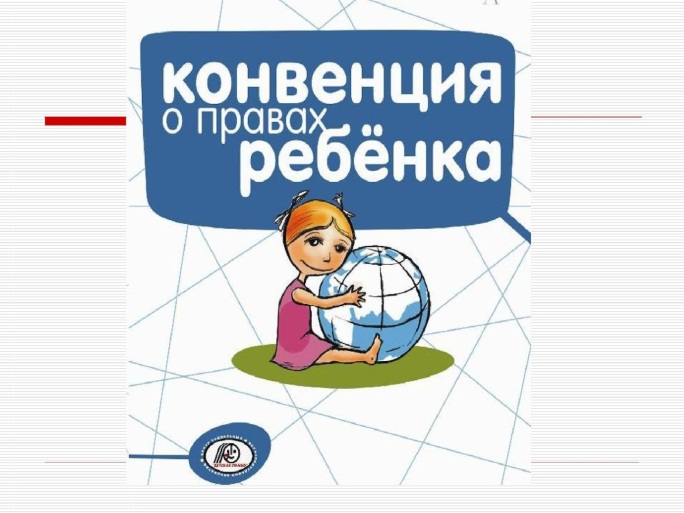 конвенция
о правах
ребёнка